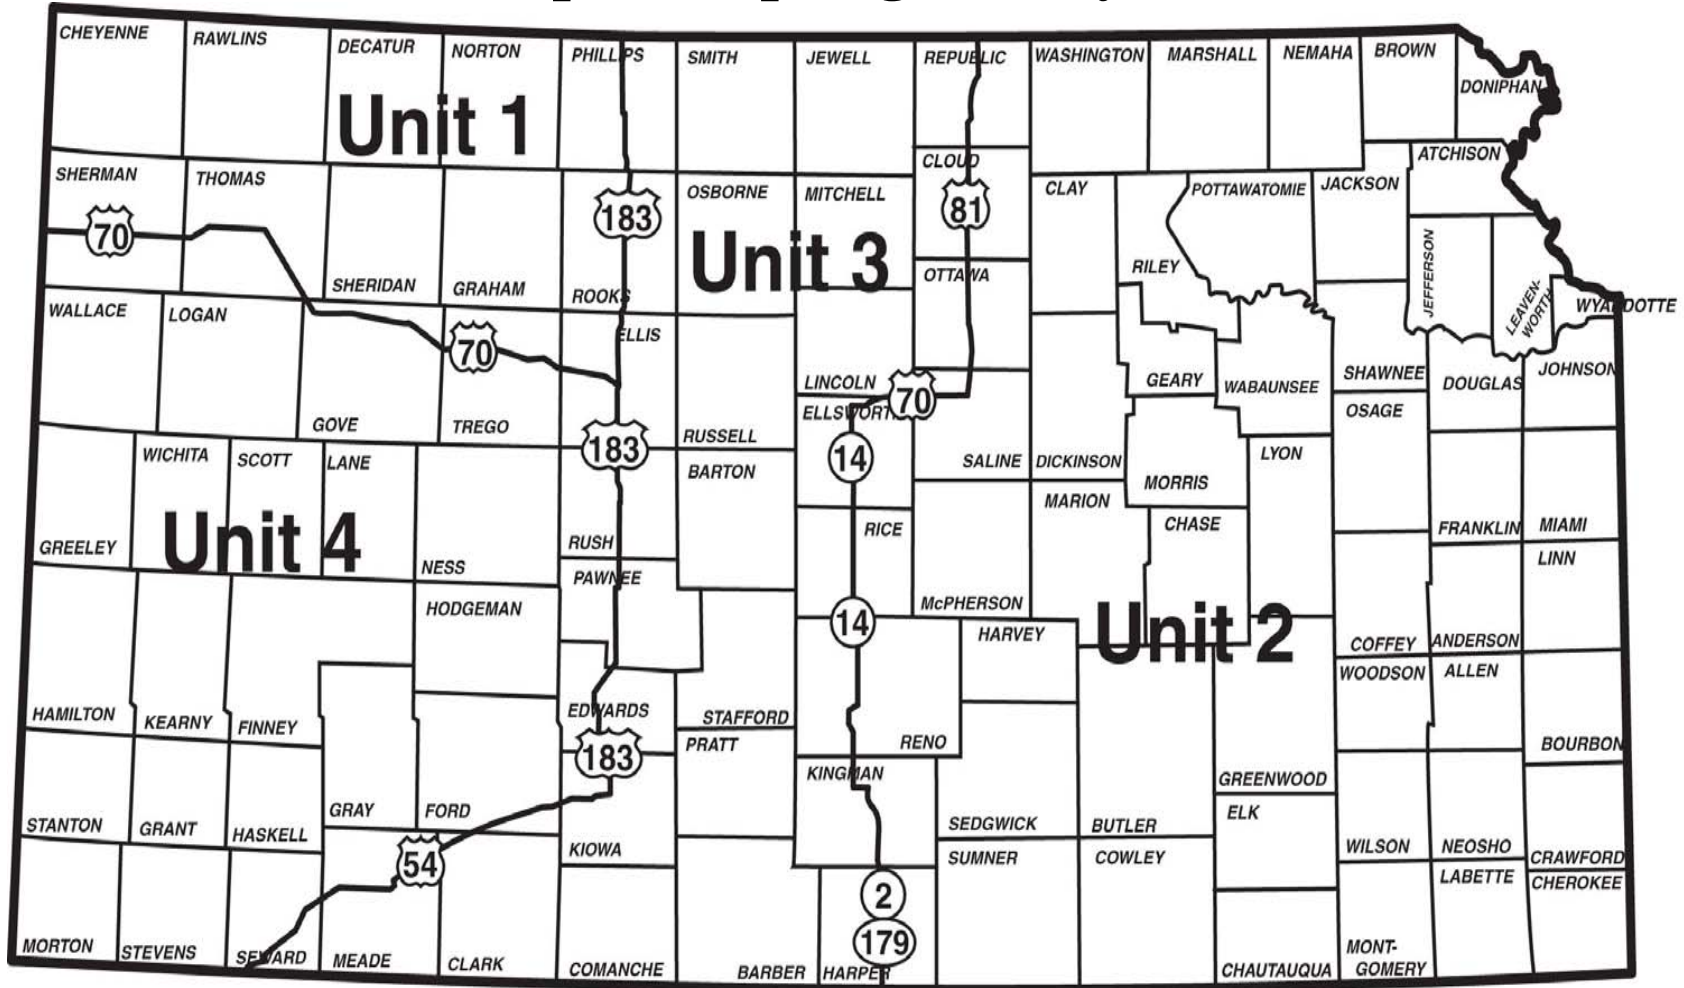 CHEYENNE RAWLINS DECATUR NORTON PHILLIPS SMITH JEWELL REPUBLIC WASHINGTON MARSHALL NEMAHA BROWN
DONIPHAN
Unit 1
SHERMAN THOMAS OSBORNE MITCHELL CLOUD CLAY POTTAWATOMIE JACKSON ATCHISON
70 183 81
Unit 3
SHERIDAN GRAHAM ROOKS OTTAWA RILEY JEFFERSON
LEAVEN-
WORTH
WYANDOTTE
WALLACE LOGAN ELLIS
70
GOVE TREGO RUSSELL LINCOLN GEARY WABAUNSEE SHAWNEE DOUGLAS JOHNSON
70
ELLSWORTH OSAGE
183 14
WICHITA SCOTT LANE BARTON SALINE DICKINSON MORRIS LYON
Unit 4
GREELEY NESS RUSH RICE MARION CHASE FRANKLIN MIAMI
PAWNEE LINN
HODGEMAN McPHERSON
14
HARVEY
Unit 2
COFFEY ANDERSON
HAMILTON KEARNY FINNEY EDWARDS STAFFORD WOODSON ALLEN
183
PRATT RENO BOURBON
KINGMAN GREENWOOD
STANTON GRANT HASKELL GRAY FORD SEDGWICK BUTLER ELK
54
KIOWA SUMNER COWLEY WILSON NEOSHO CRAWFORD
LABETTE CHEROKEE
2
179
MORTON STEVENS SEWARD MEADE CLARK COMANCHE BARBER HARPER CHAUTAUQUA
MONT-
GOMERY